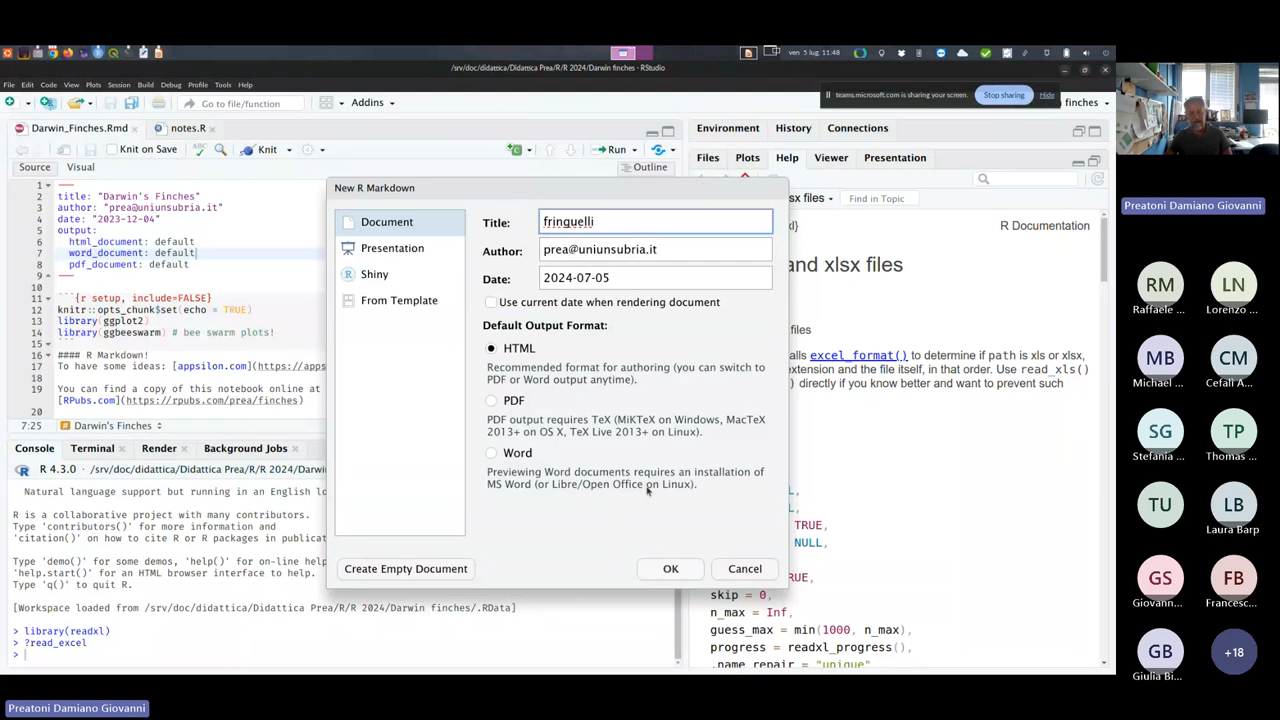 ven 5 lug, 11:48
/srv/doc/didattica/Didattica Prea/R/R 2024/Darwin finches - RStudio
File Edit Code View Plots Session Build Debug Profile Tools Help
Go to file/function Addins
teams.microsoft.com is sharing your screen. Stop sharing Hide
finches
Darwin_Finches.Rmd notes.R
Environment History Connections
Knit on Save Knit Run
Files Plots Help Viewer Presentation
Source Visual Outline
1 ---
2 title: "Darwin's Finches"
3 author: "prea@uniunsubria.it"
4 date: "2023-12-04"
5 output:
6 html_document: default
7 word_document: default
8 pdf_document: default
9 ---
10
11 ```{r setup, include=FALSE}
12 knitr::opts_chunk$set(echo = TRUE)
13 library(ggplot2)
14 library(ggbeeswarm) # bee swarm plots!
15
16 #### R Markdown!
17 To have some ideas: [appsilon.com](https://apps
18
19 You can find a copy of this notebook online at
[RPubs.com](https://rpubs.com/prea/finches)
20
7:25 Darwin's Finches
Console Terminal Render Background Jobs
R 4.3.0 · /srv/doc/didattica/Didattica Prea/R/R 2024/Darwin fin
Natural language support but running in an English lo
R is a collaborative project with many contributors.
Type 'contributors()' for more information and
'citation()' on how to cite R or R packages in publicat
Type 'demo()' for some demos, 'help()' for on-line help
'help.start()' for an HTML browser interface to help.
Type 'q()' to quit R.
[Workspace loaded from /srv/doc/didattica/Didattica Prea/R/R 2024/Darwin finches/.RData]
> library(readxl)
> ?read_excel
>
New R Markdown
Document
Presentation
Shiny
From Template
Title: fringuelli
Author: prea@uniunsubria.it
Date: 2024-07-05
Use current date when rendering document
Default Output Format:
HTML
Recommended format for authoring (you can switch to
PDF or Word output anytime).
PDF
PDF output requires TeX (MiKTeX on Windows, MacTeX
2013+ on OS X, TeX Live 2013+ on Linux).
Word
Previewing Word documents requires an installation of
MS Word (or Libre/Open Office on Linux).
Create Empty Document OK Cancel
xlsx files Find in Topic
R Documentation
and xlsx files
files
calls excel_format() to determine if path is xls or xlsx,
extension and the file itself, in that order. Use read_xls()
) directly if you know better and want to prevent such
TRUE,
NULL,
skip = 0,
n_max = Inf,
guess_max = min(1000, n_max),
progress = readxl_progress(),
.name_repair = "unique"
Preatoni Damiano Giovanni
RM LN
Raffaele ... Lorenzo ...
MB CM
Michael ... Cefalì A...
SG TP
Stefania ... Thomas ...
TU LB
Laura Barp
GS FB
Giovann... Francesc...
GB +18
Giulia Bi...
Preatoni Damiano Giovanni